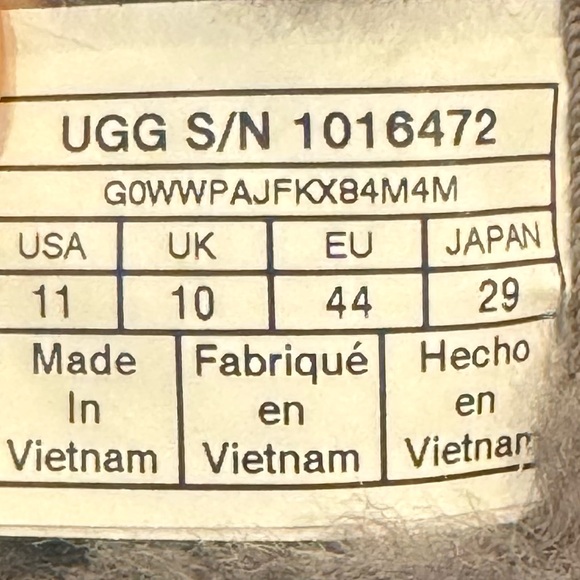 UGG S/N 1016472
G0WWPAJFKX84M4M
USA UK EU JAPAN
11 10 44 29
Made Fabriqué Hecho
In en en
Vietnam Vietnam Vietnam